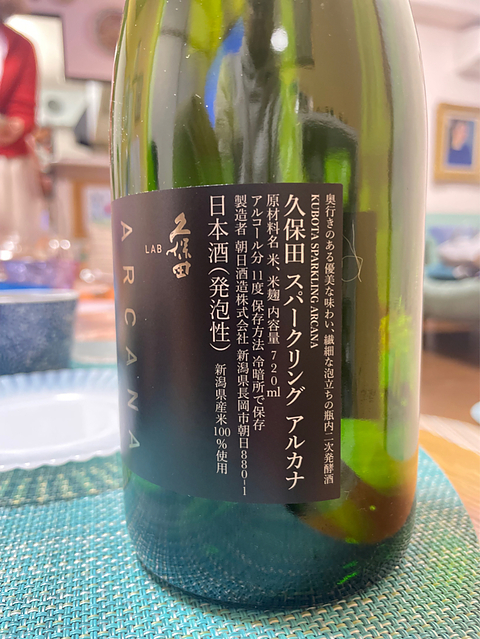 奥行きのある優美な味わい、繊細な泡立ちの瓶内二次発酵酒
KUBOTA SPARKLING ARCANA
久保田 スパークリング アルカナ
原材料名 米、米麹 内容量 720ml
アルコール分 11度 保存方法 冷暗所で保存
製造者 朝日酒造株式会社 新潟県長岡市朝日880-1
日本酒(発泡性) 新潟県産米100%使用
久保田
LAB
ARCANA